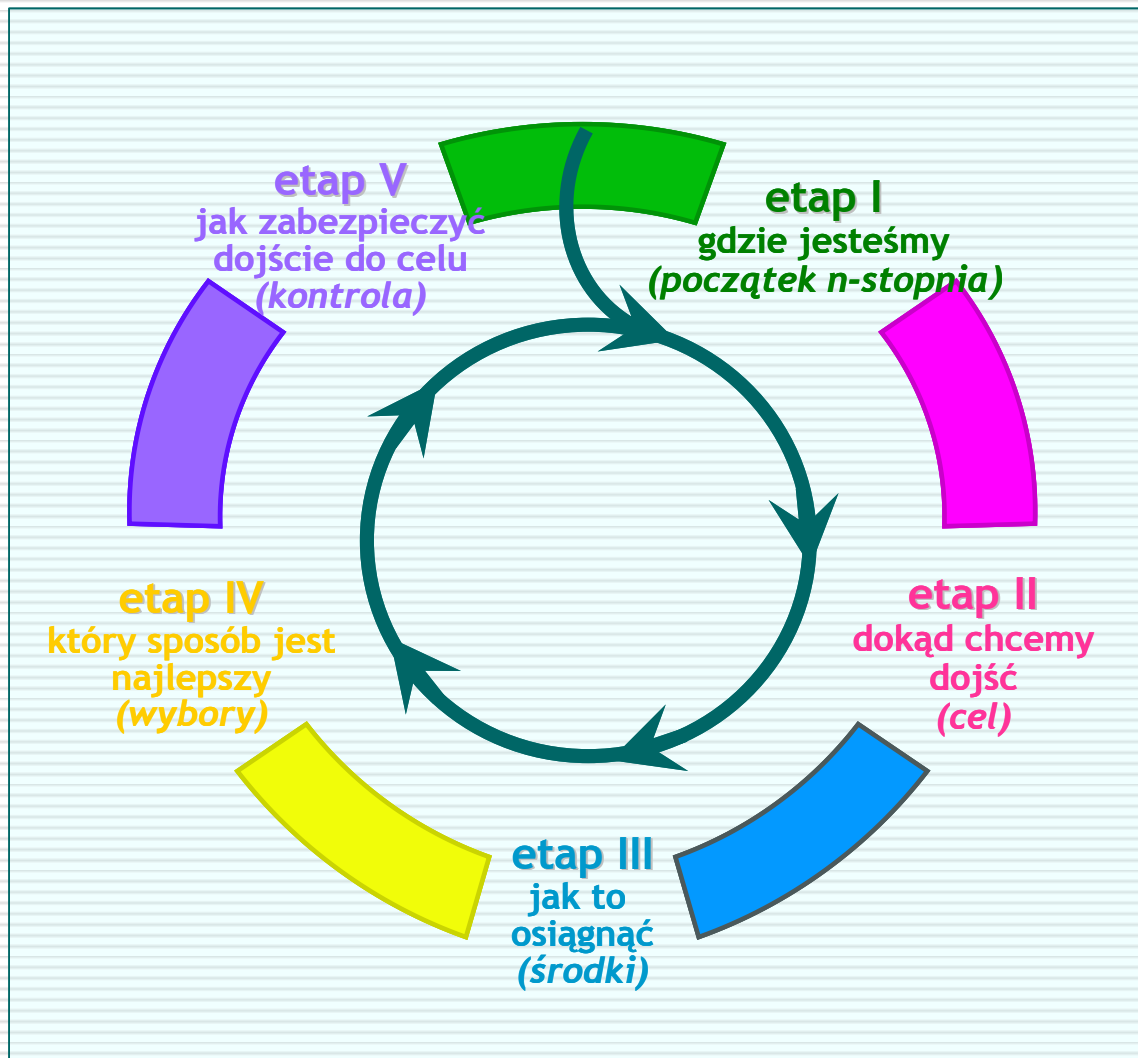 etap I
gdzie jesteśmy
(początek n-stopnia)
etap II
dokąd chcemy
dojść
(cel)
etap III
jak to
osiągnąć
(środki)
etap IV
który sposób jest
najlepszy
(wybory)
etap V
jak zabezpieczyć
dojście do celu
(kontrola)